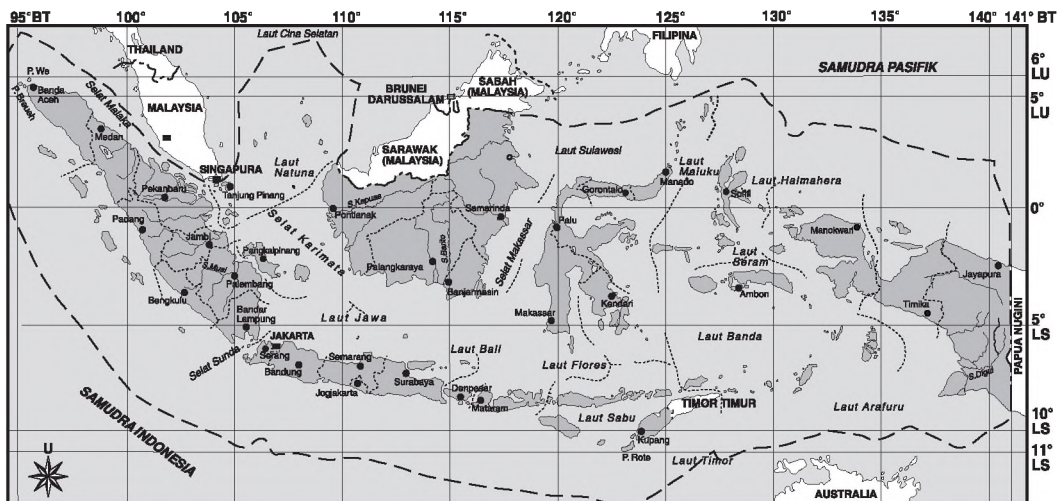 95°BT 100° 105° 110° 115° 120° 125° 130° 135° 140° 141° BT
THAILAND
Laut Cina Selatan
FILIPINA
SAMUDRA PASIFIK
6°
LU
P. We
Banda
Aceh
P. Breueh
Selat Malaka
MALAYSIA
BRUNEI
DARUSSALAM
SABAH
(MALAYSIA)
5°
LU
Medan
SINGAPURA
Laut
Natuna
SARAWAK
(MALAYSIA)
Laut Sulawesi
Laut
Maluku
Manado
Laut Halmahera
Pekanbaru
Tanjung Pinang
S.Kapuas
Gorontalo
Sofifi
Padang
Pontianak
Samarinda
Palu
0°
Jambi
Pangkalpinang
Selat Karimata
S.Barito
Selat Makassar
Manokwari
S.Musi
Palembang
Palangkaraya
Laut
Seram
Jayapura
Bengkulu
Banjarmasin
Kendari
Ambon
Timika
Bandar
Lampung
Laut Jawa
Makassar
5°
LS
PAPUA NUGINI
Selat Sunda
JAKARTA
Serang
Bandung
Semarang
Jogjakarta
Surabaya
Laut Bali
Laut Flores
Laut Banda
S.Digul
Denpasar
Mataram
Laut Sabu
TIMOR TIMUR
Laut Arafuru
10°
LS
SAMUDRA INDONESIA
Kupang
P. Rote
Laut Timor
11°
LS
U
AUSTRALIA